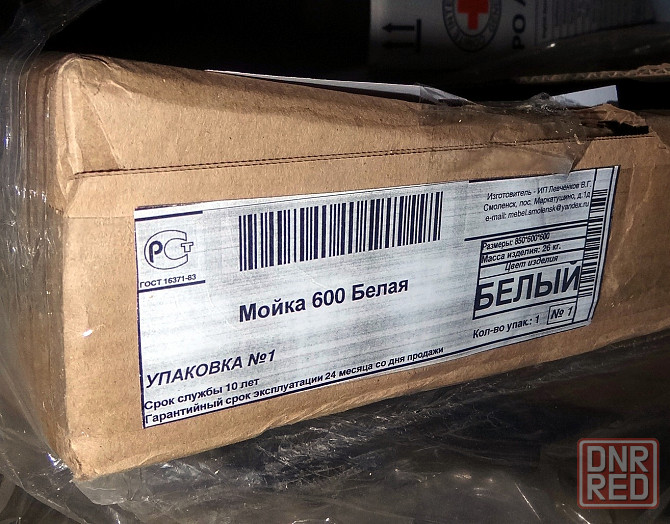 РО А
РСТ
ГОСТ 16371-83
Мойка 600 Белая
УПАКОВКА №1
Срок службы 10 лет
Гарантийный срок эксплуатации 24 месяца со дня продажи
Изготовитель - ИП Левченков В.Г.
Смоленск, пос. Маркатушино, д.1д
e-mail: mebel.smolensk@yandex.ru
Размеры: 850*600*600
Масса изделия: 26 кг.
Цвет изделия
БЕЛЫЙ
Кол-во упак.: 1
№ 1
DNR
RED